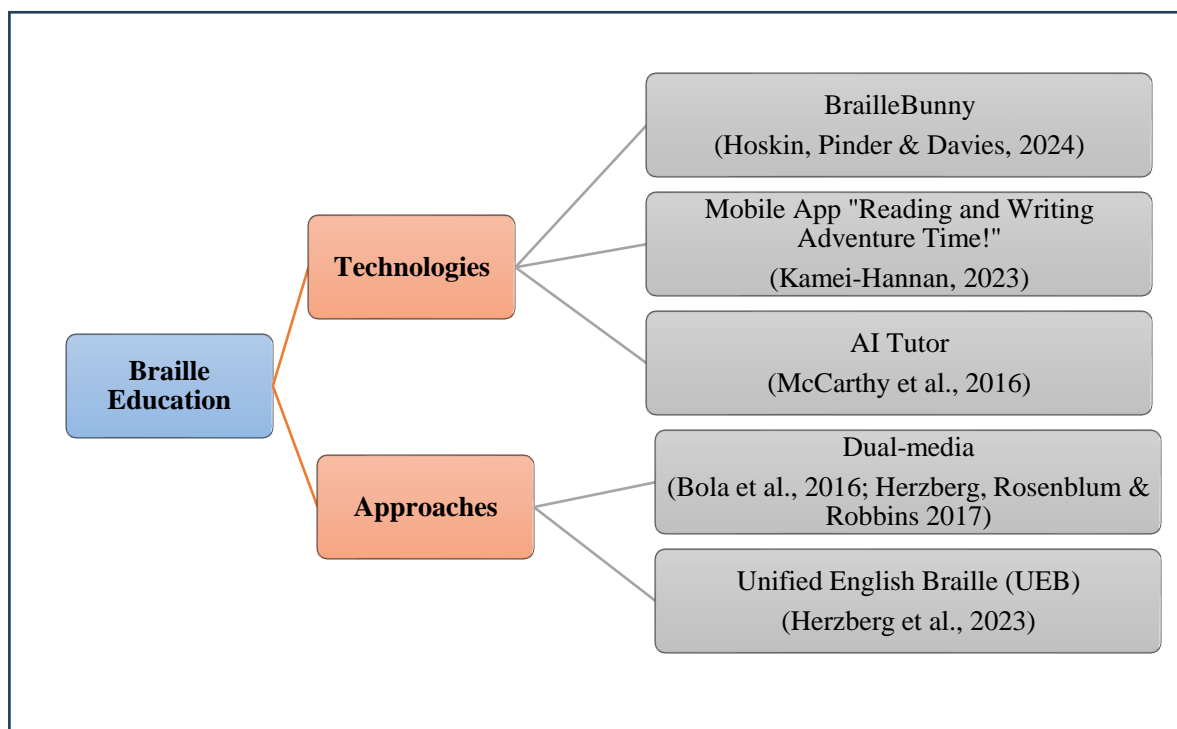 Braille
Education
Technologies
BrailleBunny
(Hoskin, Pinder & Davies, 2024)
Mobile App "Reading and Writing
Adventure Time!"
(Kamei-Hannan, 2023)
AI Tutor
(McCarthy et al., 2016)
Approaches
Dual-media
(Bola et al., 2016; Herzberg, Rosenblum &
Robbins 2017)
Unified English Braille (UEB)
(Herzberg et al., 2023)